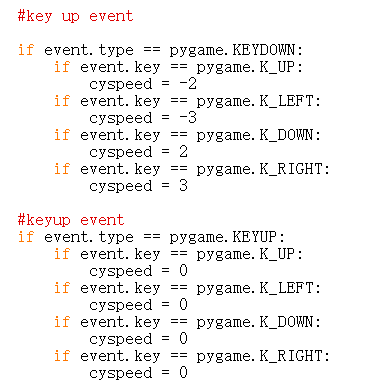 #key up event
if event.type == pygame.KEYDOWN:
    if event.key == pygame.K_UP:
        cyspeed = -2
    if event.key == pygame.K_LEFT:
        cyspeed = -3
    if event.key == pygame.K_DOWN:
        cyspeed = 2
    if event.key == pygame.K_RIGHT:
        cyspeed = 3
#keyup event
if event.type == pygame.KEYUP:
    if event.key == pygame.K_UP:
        cyspeed = 0
    if event.key == pygame.K_LEFT:
        cyspeed = 0
    if event.key == pygame.K_DOWN:
        cyspeed = 0
    if event.key == pygame.K_RIGHT:
        cyspeed = 0